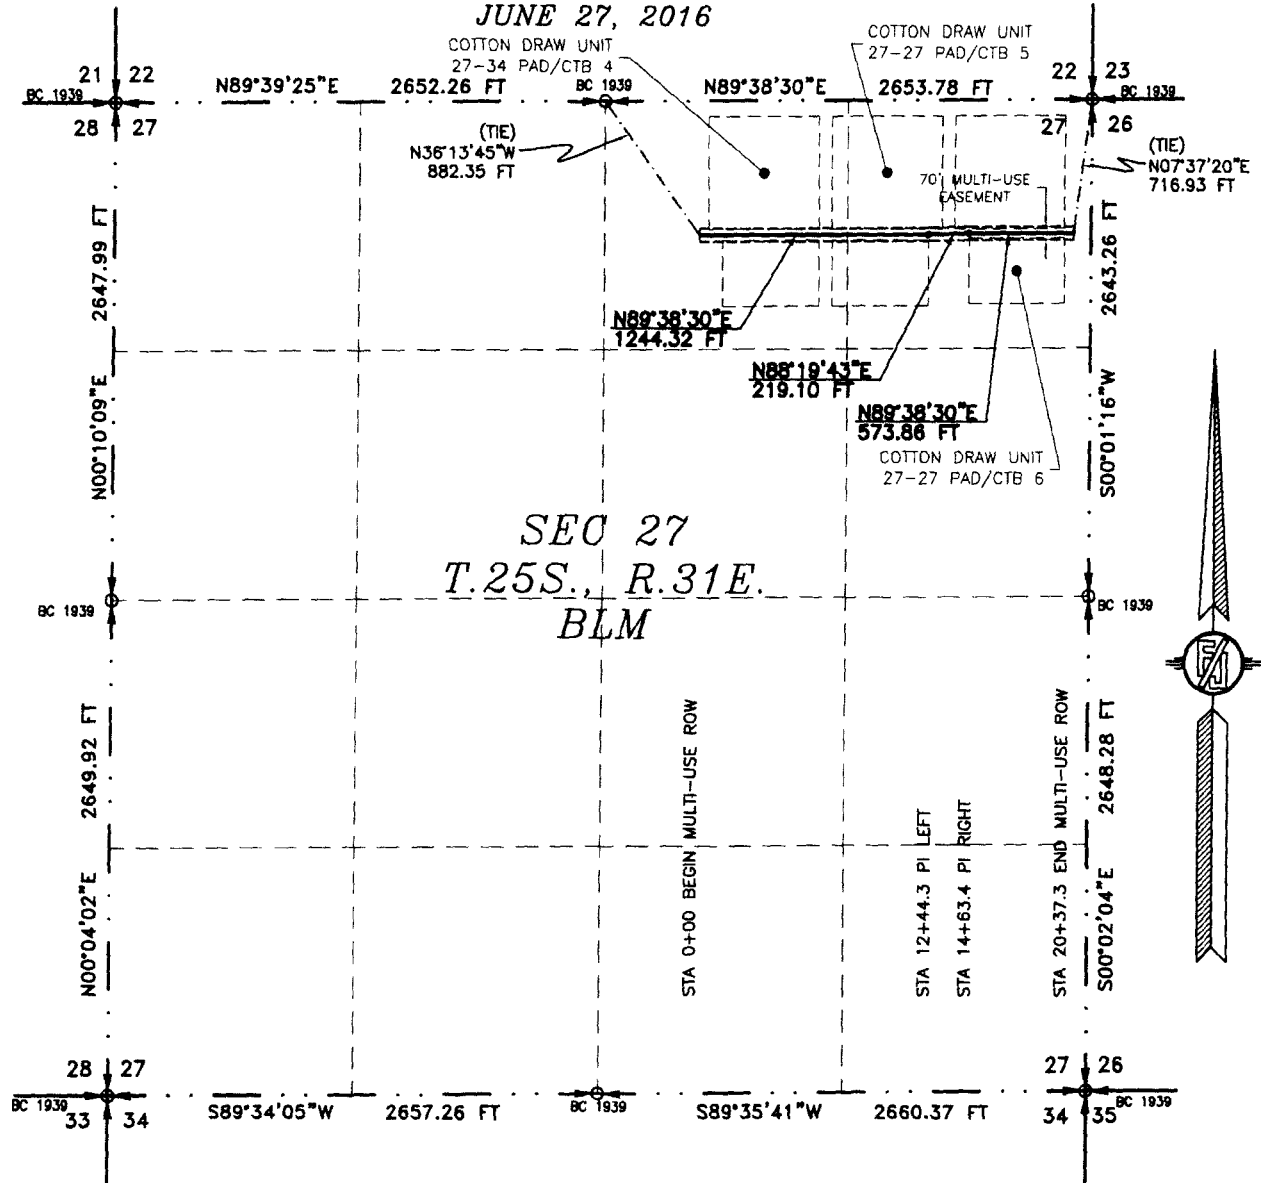 JUNE 27, 2016
COTTON DRAW UNIT
27-34 PAD/CTB 4
COTTON DRAW UNIT
27-27 PAD/CTB 5
21 22
BC 1939
28 27
N89°39'25"E 2652.26 FT
BC 1939
N89°38'30"E 2653.78 FT
22 23
BC 1939
27 26
(TIE)
N36°13'45"W
882.35 FT
(TIE)
N07°37'20"E
716.93 FT
70' MULTI-USE
EASEMENT
2647.99 FT
N00°10'09"E
2643.26 FT
S00°01'16"W
N89°38'30"E
1244.32 FT
N88°19'43"E
219.10 FT
N89°38'30"E
573.86 FT
COTTON DRAW UNIT
27-27 PAD/CTB 6
SEC 27
T.25S., R.31E.
BLM
BC 1939
BC 1939
2649.92 FT
N00°04'02"E
STA 0+00 BEGIN MULTI-USE ROW
STA 12+44.3 PI LEFT
STA 14+63.4 PI RIGHT
STA 20+37.3 END MULTI-USE ROW
2648.28 FT
S00°02'04"E
28 27
BC 1939
33 34
S89°34'05"W 2657.26 FT
BC 1939
S89°35'41"W 2660.37 FT
27 26
BC 1939
34 35